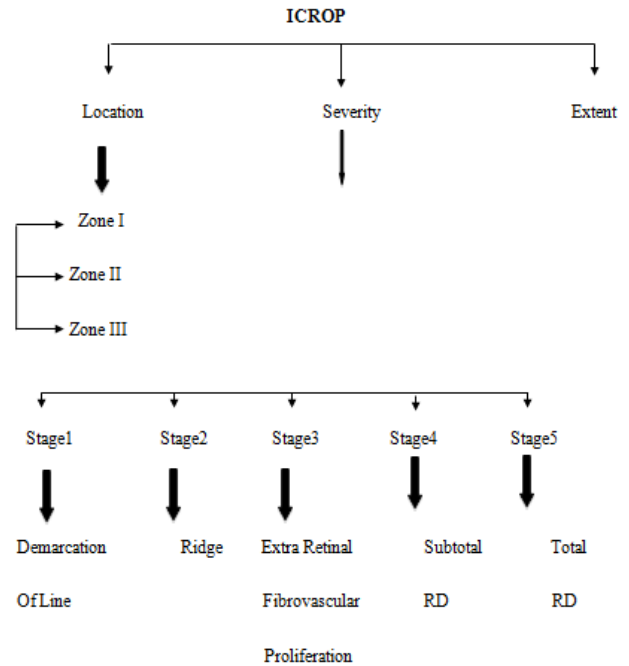 ICROP
Location Severity Extent
Zone I
Zone II
Zone III
Stage1 Stage2 Stage3 Stage4 Stage5
Demarcation Ridge Extra Retinal Subtotal Total
Of Line Fibrovascular RD RD
Proliferation